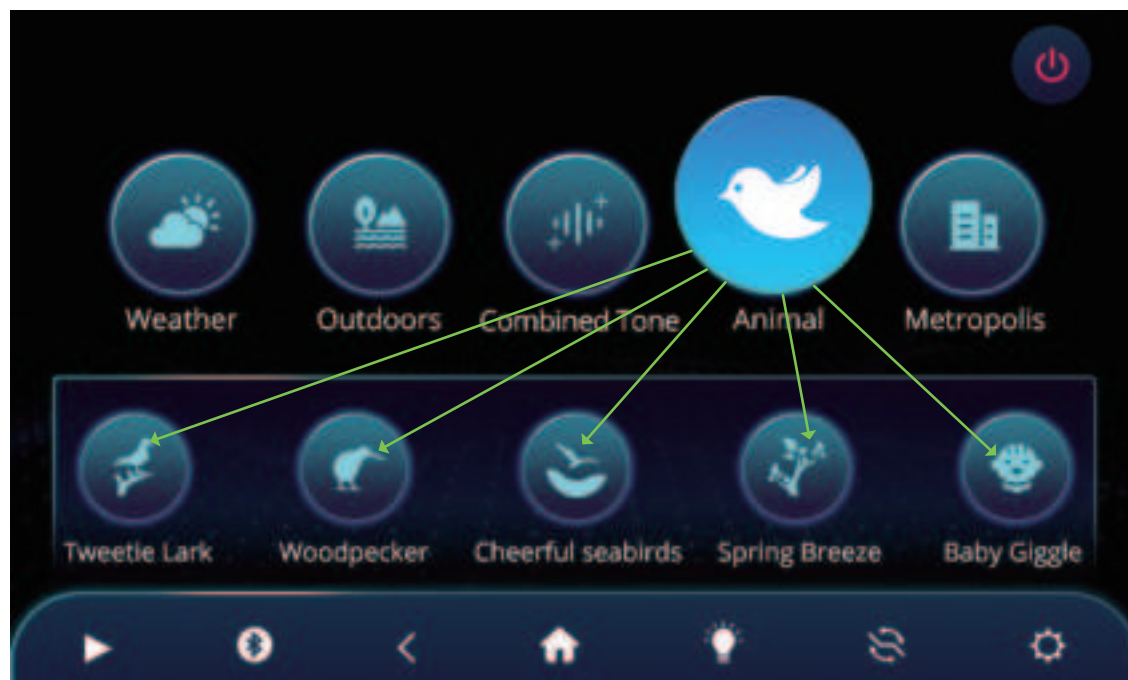 Weather
Outdoors
Combined Tone
Animal
Metropolis
Tweetie Lark
Woodpecker
Cheerful seabirds
Spring Breeze
Baby Giggle